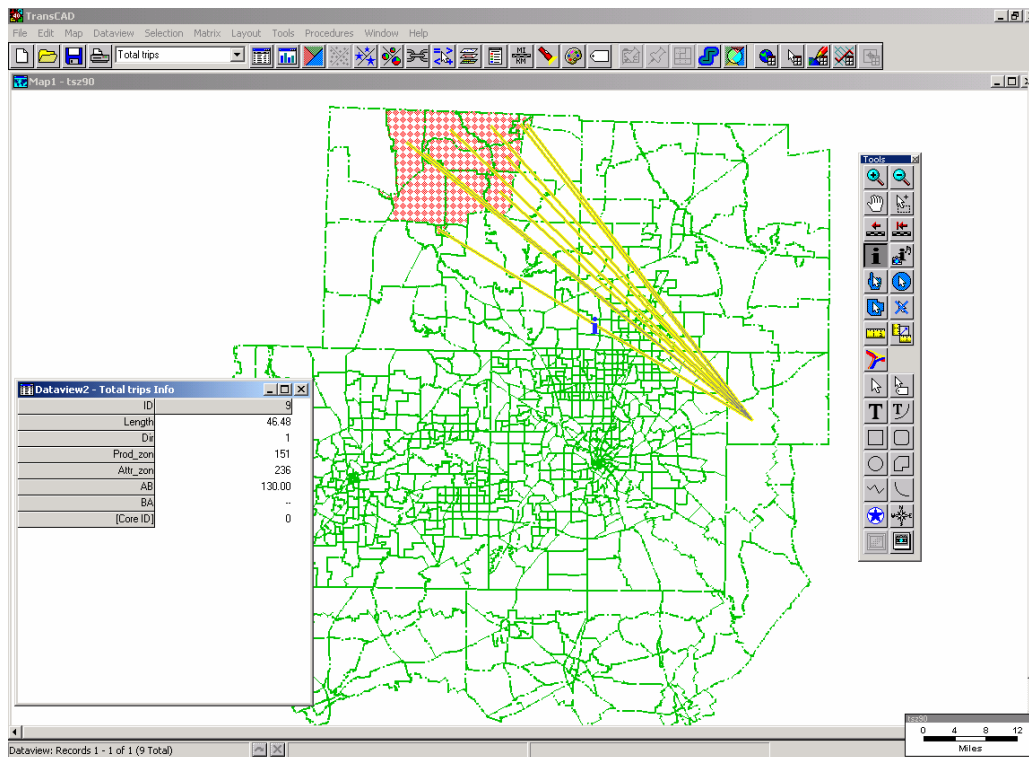 TransCAD
File Edit Map Dataview Selection Matrix Layout Tools Procedures Window Help
Total trips
MI
KM
Map1 - tsz90
Tools
Dataview2 - Total trips Info
ID 9
Length 46.48
Dir 1
Prod_zon 151
Attr_zon 236
AB 130.00
BA --
[Core ID] 0
tsz90
0 4 8 12
Miles
Dataview: Records 1 - 1 of 1 (9 Total)